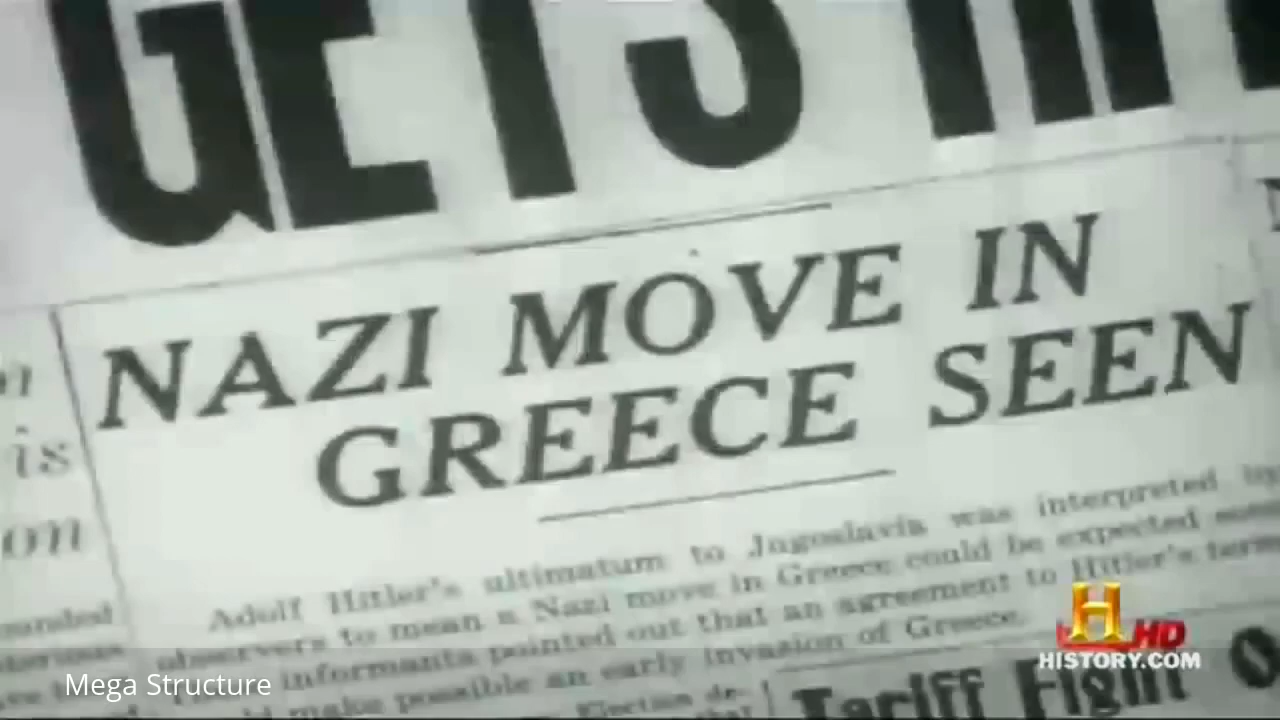 GETS
NAZI MOVE IN
GREECE SEEN
is
on
Adolf Hitler's ultimatum to Jugoslavia was interpreted by
observers to mean a Nazi move in Greece could be expected
informants pointed out that an agreement to Hitler's
make possible an early invasion of Greece.
Tariff Fight
H HD
HISTORY.COM
Mega Structure